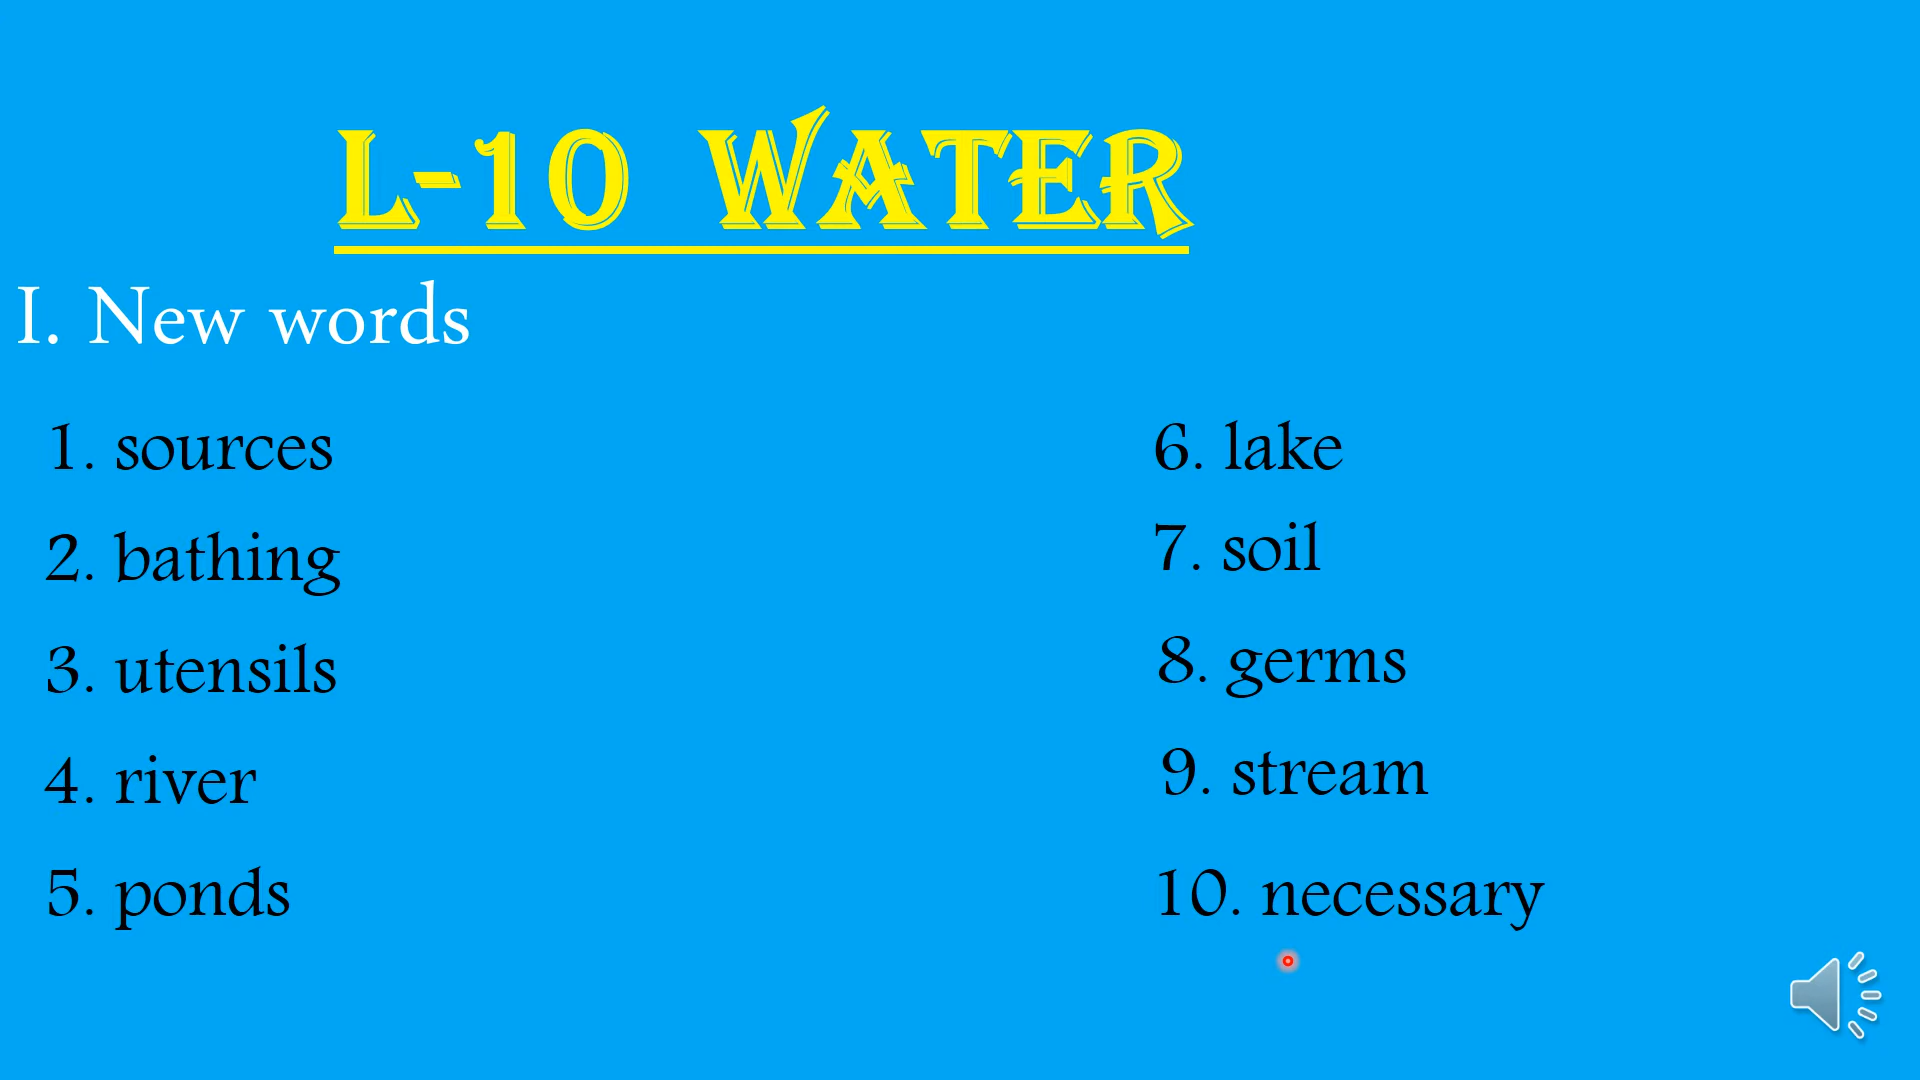 L-10 WATER
I. New words
1. sources
2. bathing
3. utensils
4. river
5. ponds
6. lake
7. soil
8. germs
9. stream
10. necessary